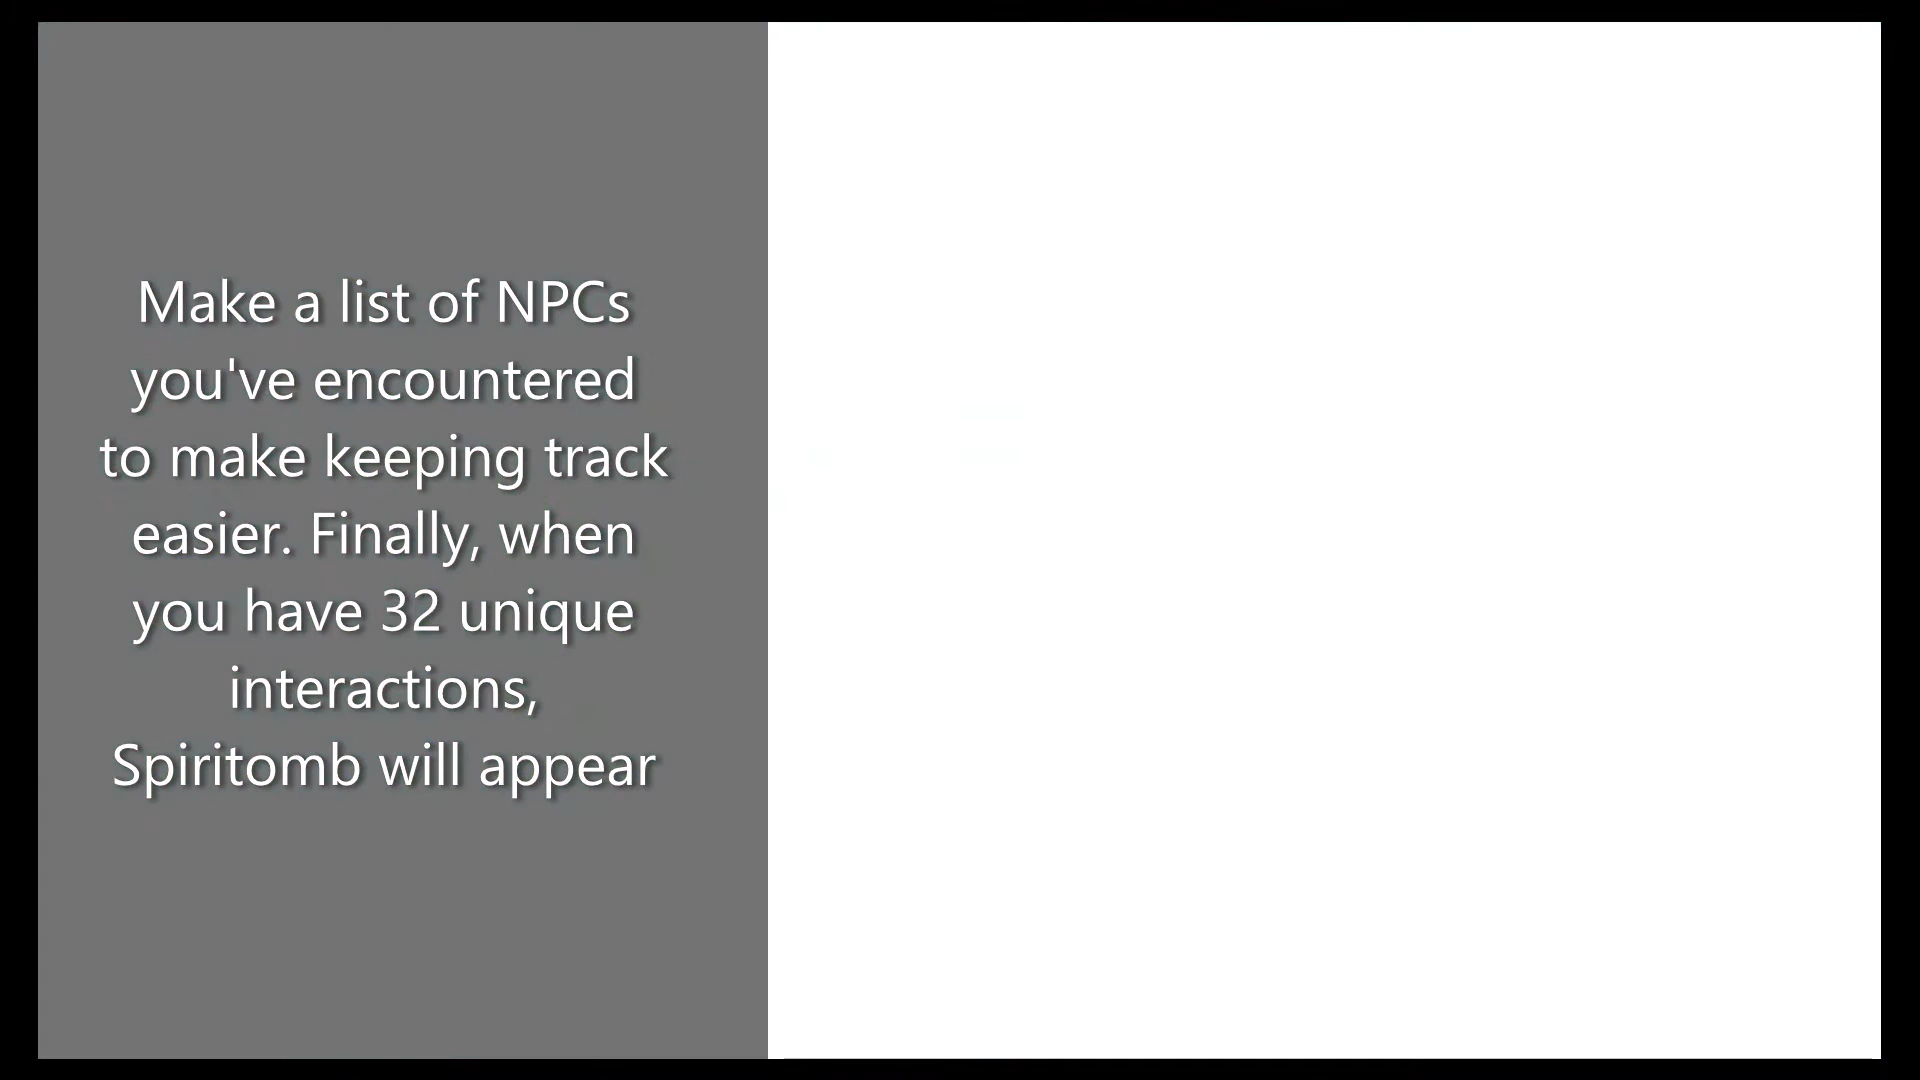 Make a list of NPCs
you've encountered
to make keeping track
easier. Finally, when
you have 32 unique
interactions,
Spiritomb will appear